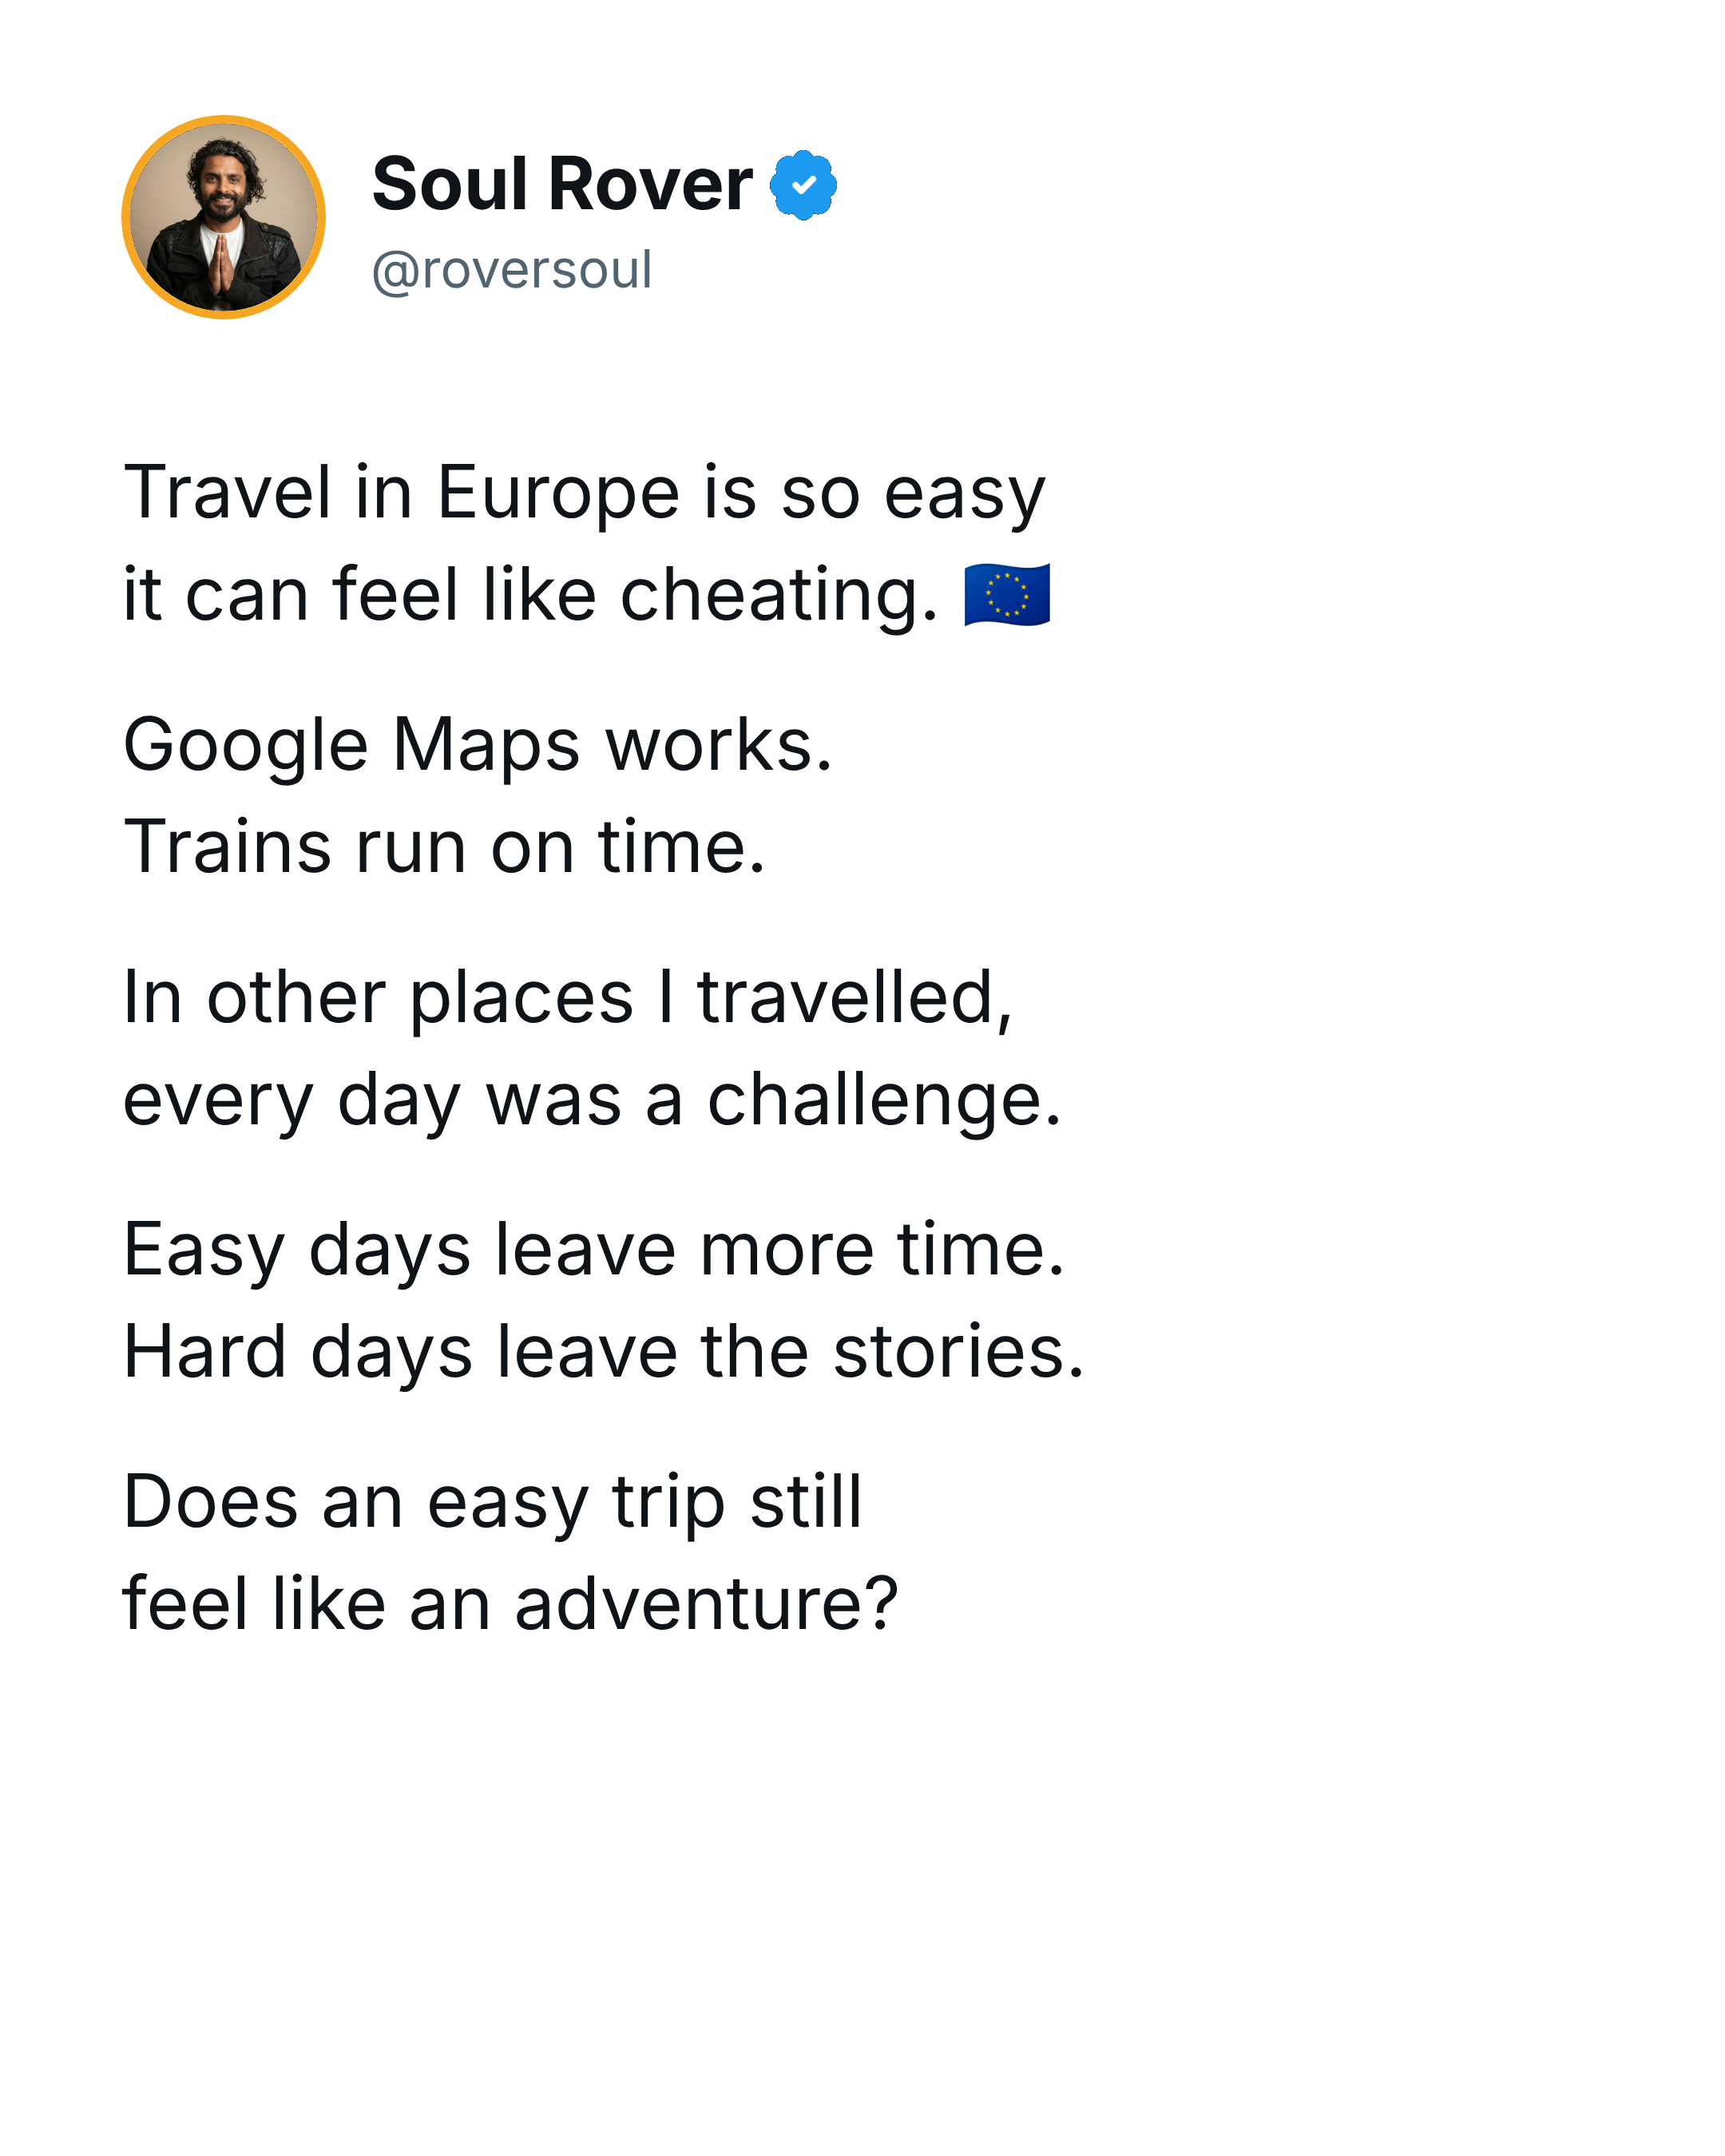 Soul Rover
@roversoul
Travel in Europe is so easy
it can feel like cheating. 🇪🇺
Google Maps works.
Trains run on time.
In other places I travelled,
every day was a challenge.
Easy days leave more time.
Hard days leave the stories.
Does an easy trip still
feel like an adventure?